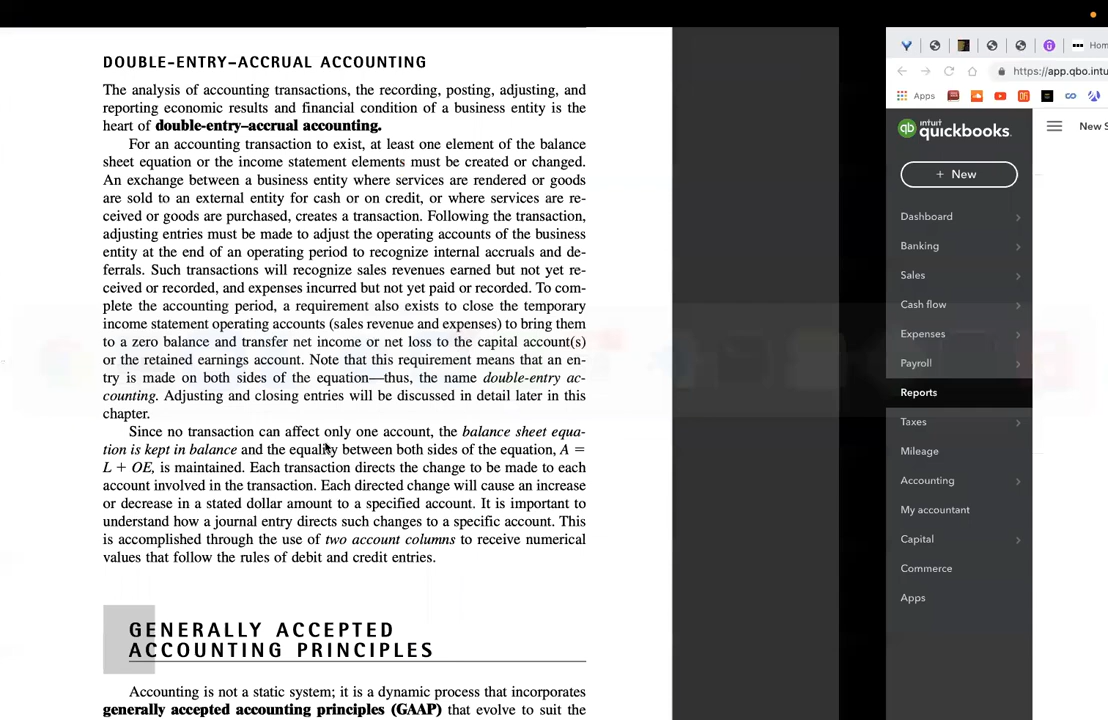 DOUBLE-ENTRY–ACCRUAL ACCOUNTING
The analysis of accounting transactions, the recording, posting, adjusting, and
reporting economic results and financial condition of a business entity is the
heart of double-entry–accrual accounting.
For an accounting transaction to exist, at least one element of the balance
sheet equation or the income statement elements must be created or changed.
An exchange between a business entity where services are rendered or goods
are sold to an external entity for cash or on credit, or where services are re-
ceived or goods are purchased, creates a transaction. Following the transaction,
adjusting entries must be made to adjust the operating accounts of the business
entity at the end of an operating period to recognize internal accruals and de-
ferrals. Such transactions will recognize sales revenues earned but not yet re-
ceived or recorded, and expenses incurred but not yet paid or recorded. To com-
plete the accounting period, a requirement also exists to close the temporary
income statement operating accounts (sales revenue and expenses) to bring them
to a zero balance and transfer net income or net loss to the capital account(s)
or the retained earnings account. Note that this requirement means that an en-
try is made on both sides of the equation—thus, the name double-entry ac-
counting. Adjusting and closing entries will be discussed in detail later in this
chapter.
Since no transaction can affect only one account, the balance sheet equa-
tion is kept in balance and the equality between both sides of the equation, A =
L + OE, is maintained. Each transaction directs the change to be made to each
account involved in the transaction. Each directed change will cause an increase
or decrease in a stated dollar amount to a specified account. It is important to
understand how a journal entry directs such changes to a specific account. This
is accomplished through the use of two account columns to receive numerical
values that follow the rules of debit and credit entries.
GENERALLY ACCEPTED
ACCOUNTING PRINCIPLES
Accounting is not a static system; it is a dynamic process that incorporates
generally accepted accounting principles (GAAP) that evolve to suit the
Hom
https://app.qbo.intu
Apps
qb intuit
quickbooks.
New S
+ New
Dashboard
Banking
Sales
Cash flow
Expenses
Payroll
Reports
Taxes
Mileage
Accounting
My accountant
Capital
Commerce
Apps